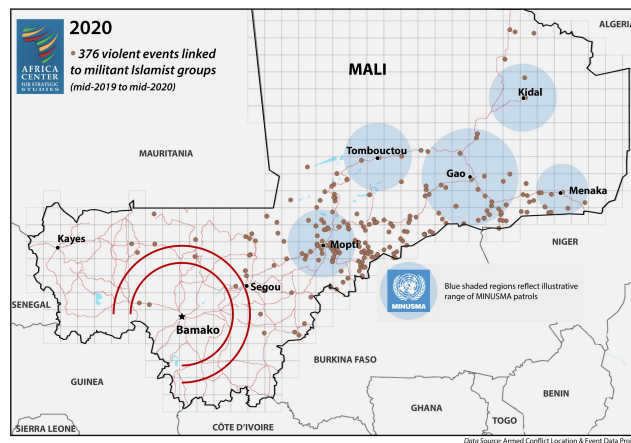 2020
• 376 violent events linked
to militant Islamist groups
(mid-2019 to mid-2020)
AFRICA
CENTER
FOR STRATEGIC
STUDIES
ALGERIA
MALI
Kidal
MAURITANIA
Tombouctou
Gao
Menaka
Kayes
Mopti
NIGER
Segou
MINUSMA
Blue shaded regions reflect illustrative
range of MINUSMA patrols
SENEGAL
Bamako
BURKINA FASO
GUINEA
BENIN
GHANA
TOGO
SIERRA LEONE
CÔTE D'IVOIRE
Data Source: Armed Conflict Location & Event Data Pro